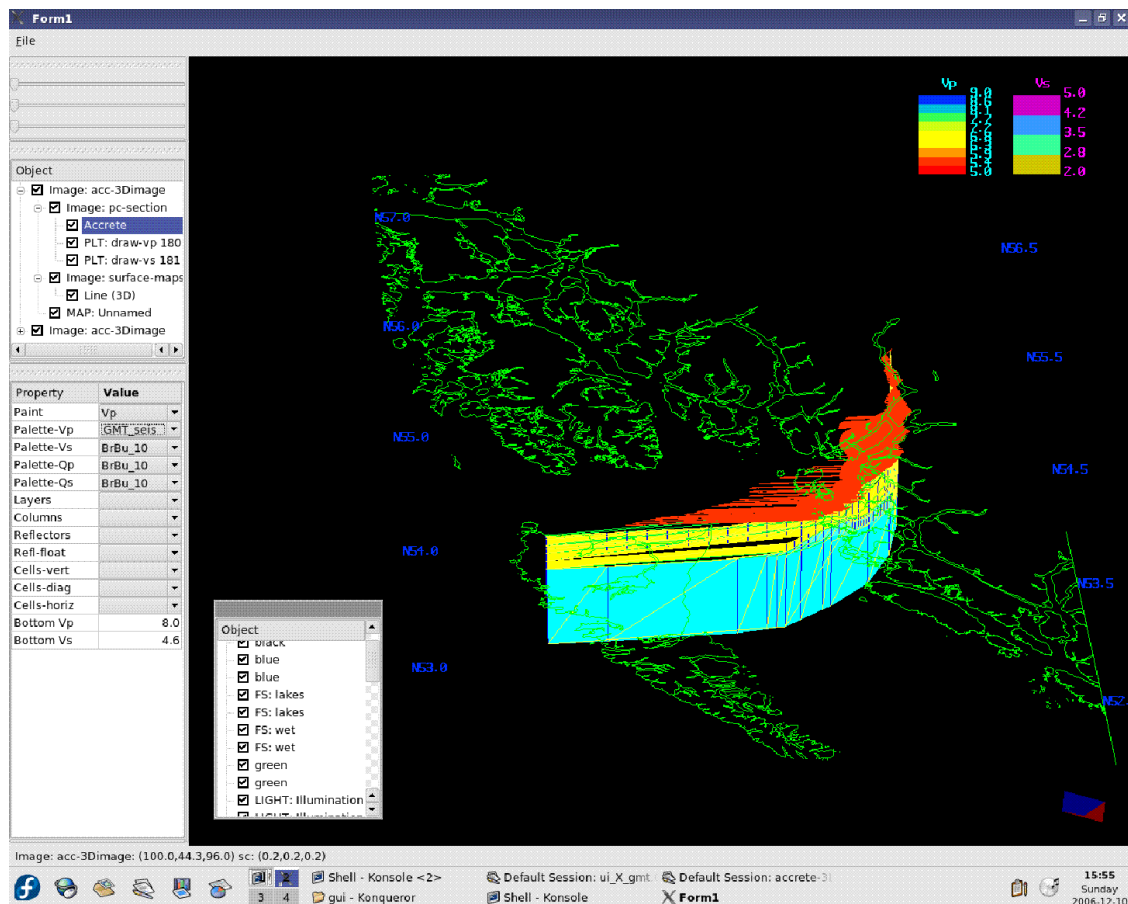 Form1
File
Object
Image: acc-3Dimage
Image: pc-section
Accrete
PLT: draw-vp 180
PLT: draw-vs 181
Image: surface-maps
Line (3D)
MAP: Unnamed
Image: acc-3Dimage
Property Value
Paint Vp
Palette-Vp GMT_seis
Palette-Vs BrBu_10
Palette-Qp BrBu_10
Palette-Qs BrBu_10
Layers
Columns
Reflectors
Refl-float
Cells-vert
Cells-diag
Cells-horiz
Bottom Vp 8.0
Bottom Vs 4.6
Object
black
blue
blue
FS: lakes
FS: lakes
FS: wet
FS: wet
green
green
LIGHT: Illumination
LIGHT: Illumination
Vp
9.0
5.0
Vs
5.0
4.2
3.5
2.8
2.0
N57.0
N56.5
N56.0
N55.5
N55.0
N54.5
N54.0
N53.5
N53.0
N52.
Image: acc-3Dimage: (100.0,44.3,96.0) sc: (0.2,0.2,0.2)
2
3 4
Shell - Konsole <2>
gui - Konqueror
Default Session: ui_X_gmt.
Shell - Konsole
Default Session: accrete-3
Form1
15:55
Sunday
2006-12-10